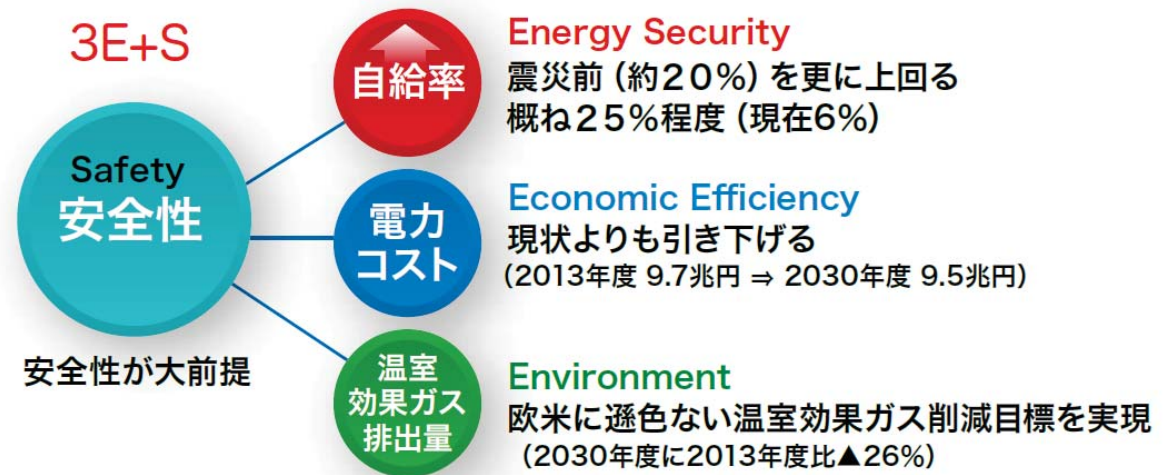 3E+S
Safety
安全性
安全性が大前提
自給率
Energy Security
震災前（約２０％）を更に上回る
概ね２５％程度（現在6％）
電力
コスト
Economic Efficiency
現状よりも引き下げる
（2013年度 9.7兆円 ⇒ 2030年度 9.5兆円）
温室
効果ガス
排出量
Environment
欧米に遜色ない温室効果ガス削減目標を実現
（2030年度に2013年度比▲26％）